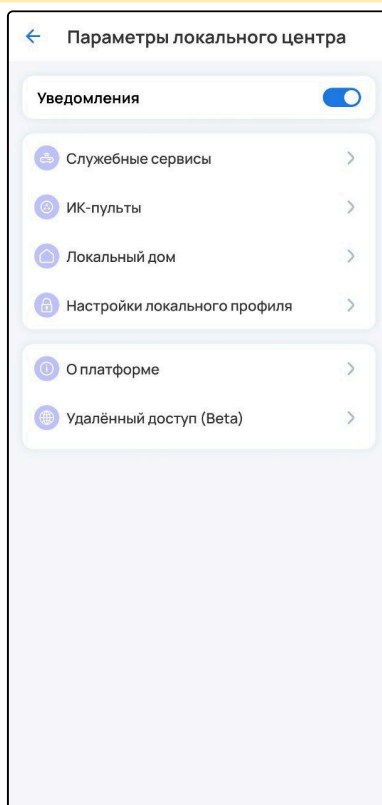 Параметры локального центра
Уведомления
Служебные сервисы
ИК-пульты
Локальный дом
Настройки локального профиля
О платформе
Удалённый доступ (Beta)